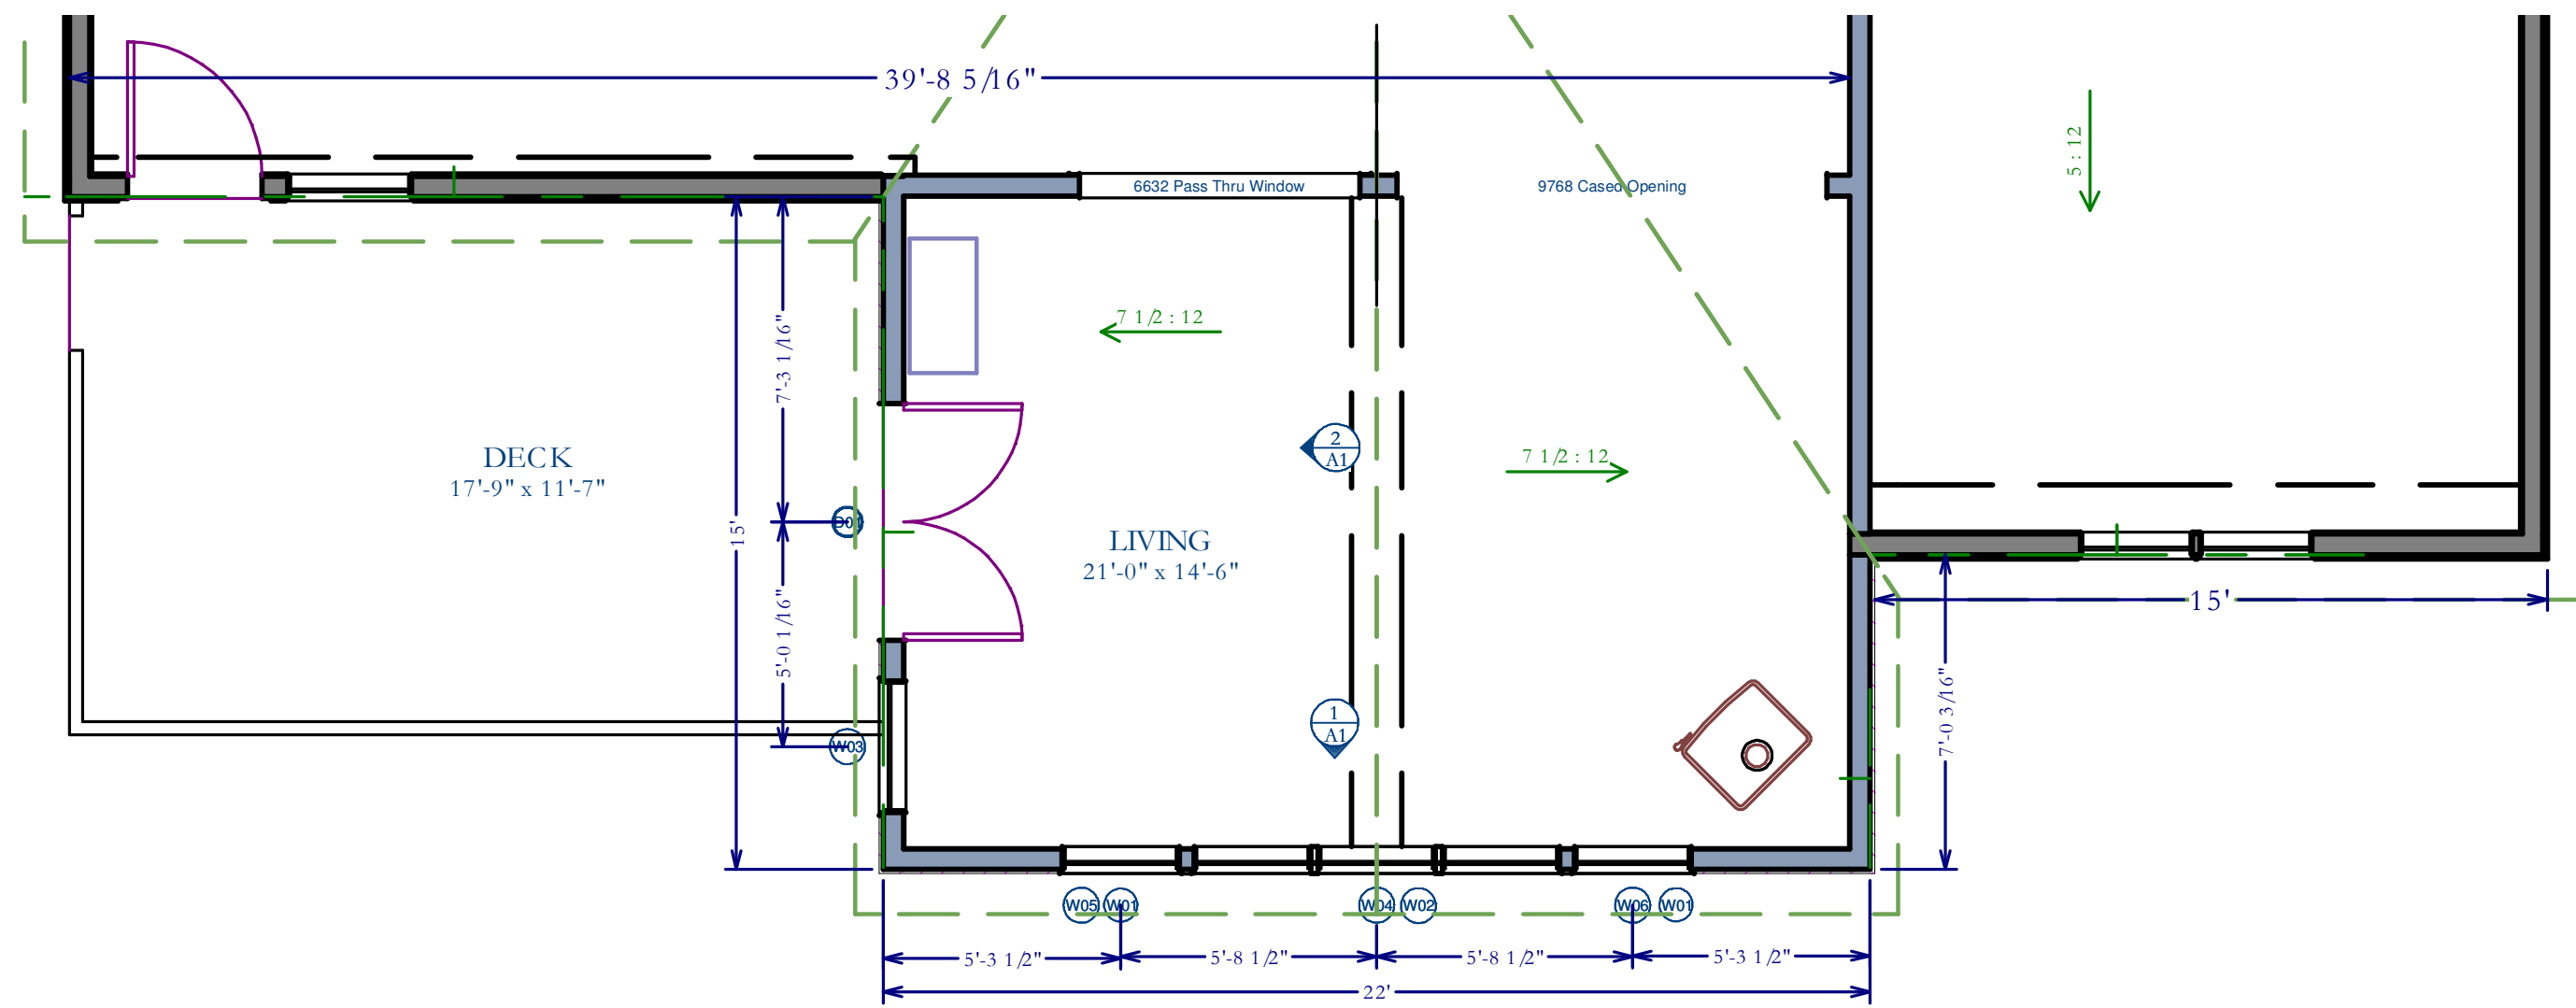 39'-8 5/16"
6632 Pass Thru Window
9768 Cased Opening
5 : 12
7'-3 1/16"
7 1/2 : 12
2
A1
DECK
17'-9" x 11'-7"
7 1/2 : 12
15'
LIVING
21'-0" x 14'-6"
15'
5'-0 1/16"
7'-0 3/16"
1
A1
W03
W05 W01
W04 W02
W06 W01
5'-3 1/2"
5'-8 1/2"
5'-8 1/2"
5'-3 1/2"
22'